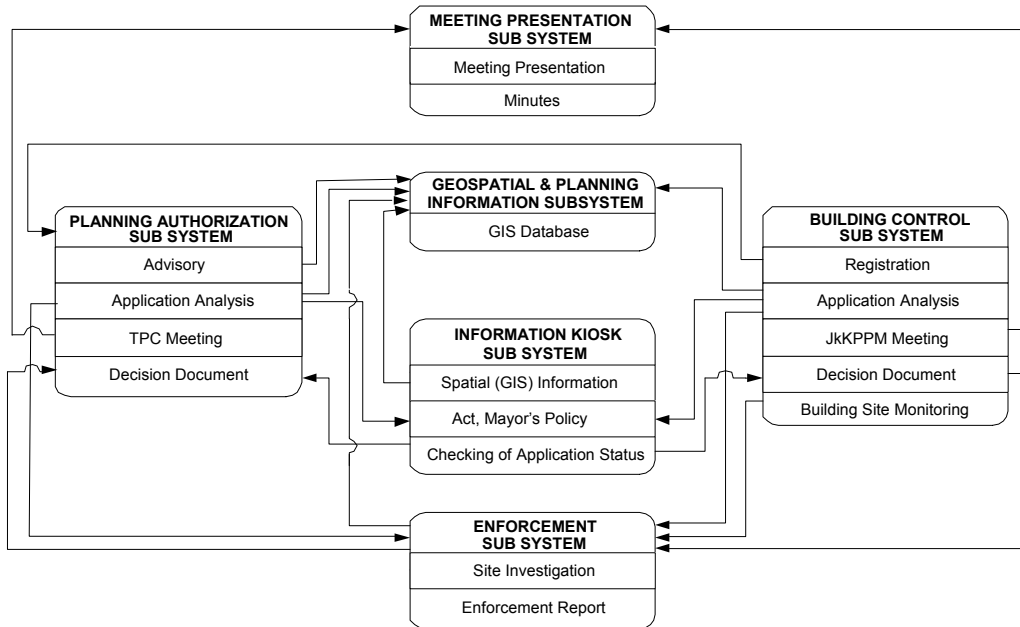 MEETING PRESENTATION
SUB SYSTEM
Meeting Presentation
Minutes
GEOSPATIAL & PLANNING
INFORMATION SUBSYSTEM
GIS Database
PLANNING AUTHORIZATION
SUB SYSTEM
Advisory
Application Analysis
TPC Meeting
Decision Document
BUILDING CONTROL
SUB SYSTEM
Registration
Application Analysis
JkKPPM Meeting
Decision Document
Building Site Monitoring
INFORMATION KIOSK
SUB SYSTEM
Spatial (GIS) Information
Act, Mayor's Policy
Checking of Application Status
ENFORCEMENT
SUB SYSTEM
Site Investigation
Enforcement Report